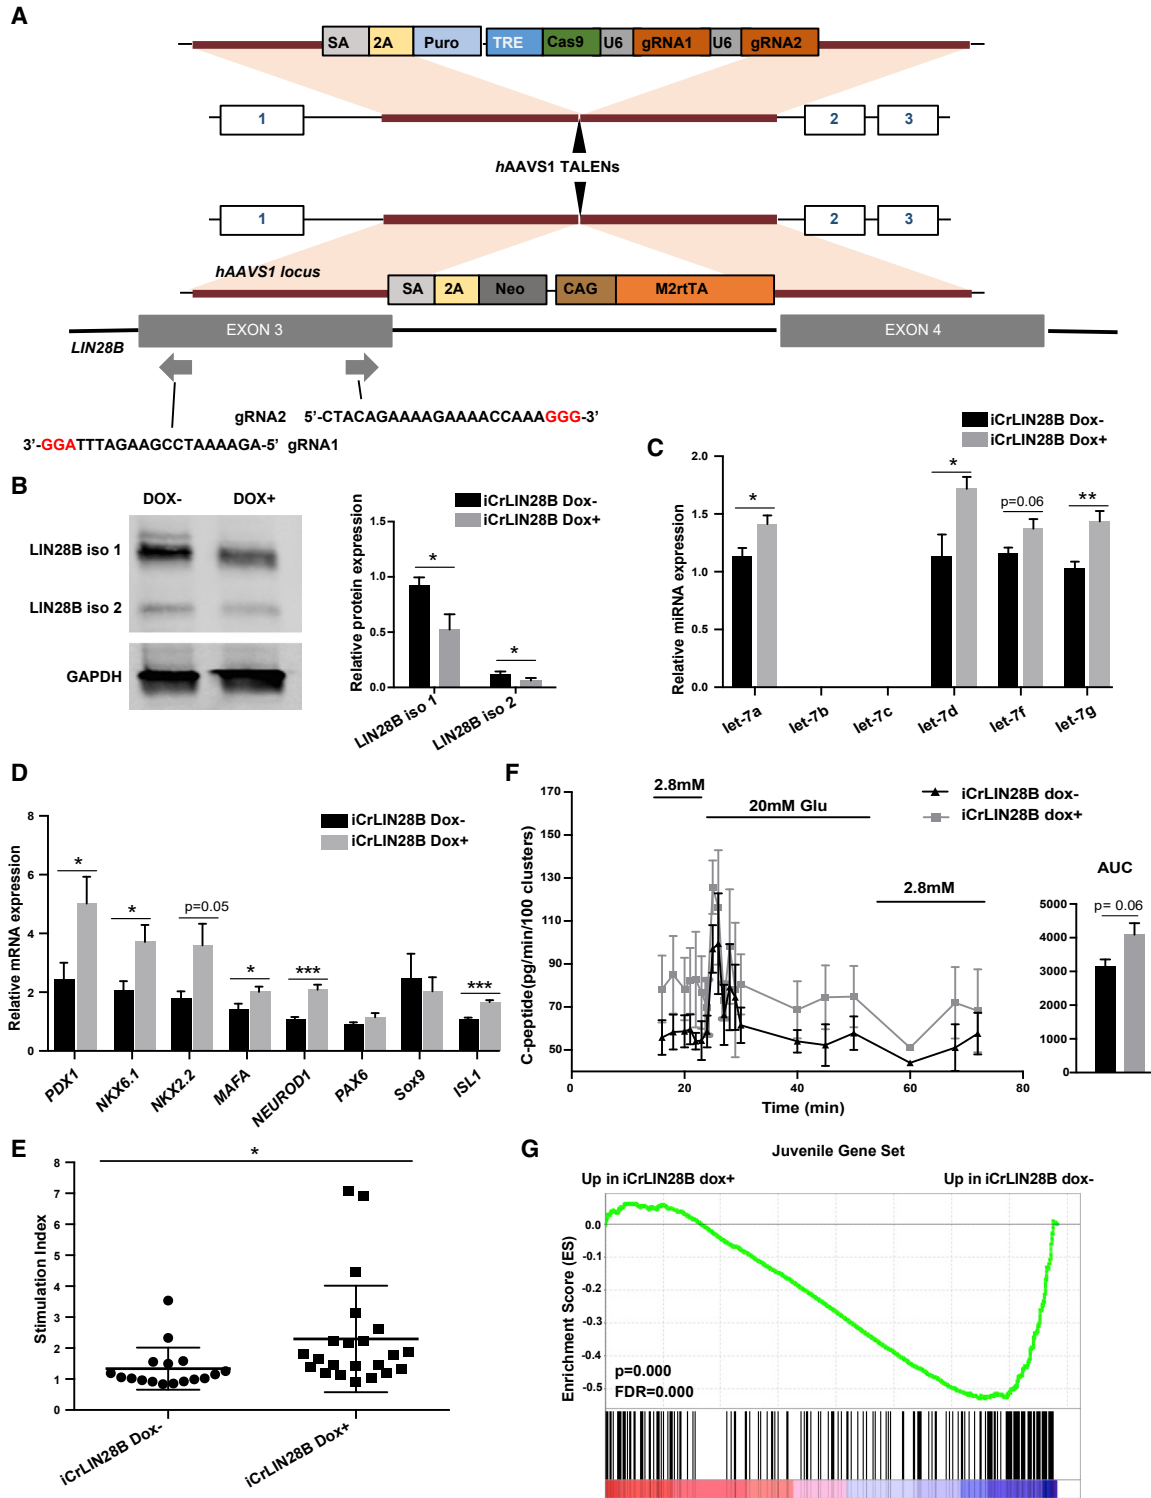 A
SA 2A Puro TRE Cas9 U6 gRNA1 U6 gRNA2
1 2 3
hAAVS1 TALENs
1 2 3
hAAVS1 locus
SA 2A Neo CAG M2rtTA
EXON 3 EXON 4
LIN28B
gRNA2 5'-CTACAGAAAAGAAAACCAAAGGG-3'
3'-GGATTTAGAAGCCTAAAAGA-5' gRNA1
B
DOX- DOX+
LIN28B iso 1
LIN28B iso 2
GAPDH
iCrLIN28B Dox-
iCrLIN28B Dox+
Relative protein expression
1.5
1.0
0.5
0.0
*
*
LIN28B iso 1 LIN28B iso 2
C
iCrLIN28B Dox-
iCrLIN28B Dox+
Relative miRNA expression
2.0
1.5
1.0
0.5
0.0
* * p=0.06 **
let-7a let-7b let-7c let-7d let-7f let-7g
D
iCrLIN28B Dox-
iCrLIN28B Dox+
Relative mRNA expression
8
6
4
2
0
* * p=0.05 * *** ***
PDX1 NKX6.1 NKX2.2 MAFA NEUROD1 PAX6 Sox9 ISL1
F
2.8mM
20mM Glu
2.8mM
iCrLIN28B dox-
iCrLIN28B dox+
C-peptide(pg/min/100 clusters)
170
150
130
110
90
70
50
0 20 40 60 80
Time (min)
AUC
p= 0.06
5000
4000
3000
2000
1000
0
E
*
Stimulation Index
8
7
6
5
4
3
2
1
0
iCrLIN28B Dox- iCrLIN28B Dox+
G
Juvenile Gene Set
Up in iCrLIN28B dox+ Up in iCrLIN28B dox-
Enrichment Score (ES)
0.0
-0.1
-0.2
-0.3
-0.4
-0.5
p=0.000
FDR=0.000